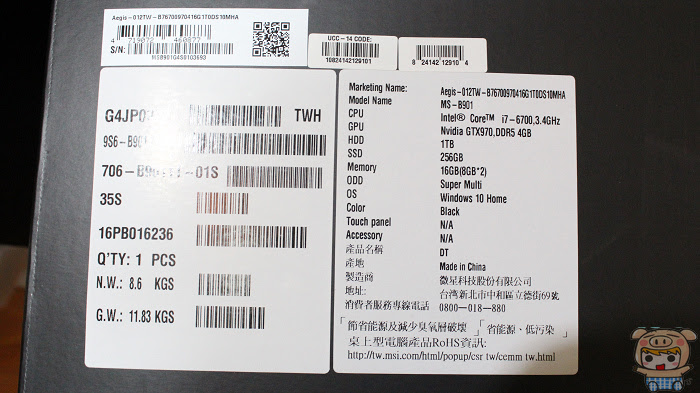 Aegis-012TW-B76700970416G1T0DS10MHA
4 719072 460877
S/N:
UCC-14 CODE:
10824142129101
8 24142 12910 4
TWH
35S
16PB016236
Q'TY: 1 PCS
N.W.: 8.6 KGS
G.W.: 11.83 KGS
Marketing Name: Aegis-012TW-B76700970416G1T0DS10MHA
Model Name MS-B901
CPU Intel® Core™ i7-6700,3.4GHz
GPU Nvidia GTX970,DDR5 4GB
HDD 1TB
SSD 256GB
Memory 16GB(8GB*2)
ODD Super Multi
OS Windows 10 Home
Color Black
Touch panel N/A
Accessory N/A
產品名稱 DT
產地: Made in China
製造商 微星科技股份有限公司
地址: 台湾新北市中和區立德街69號
消費者服務專線電話 0800-018-880
「節省能源及減少臭氧層破壞」「省能源、低污染」
桌上型電腦產品RoHS資訊:
http://tw.msi.com/html/popup/csr tw/cemm tw.html